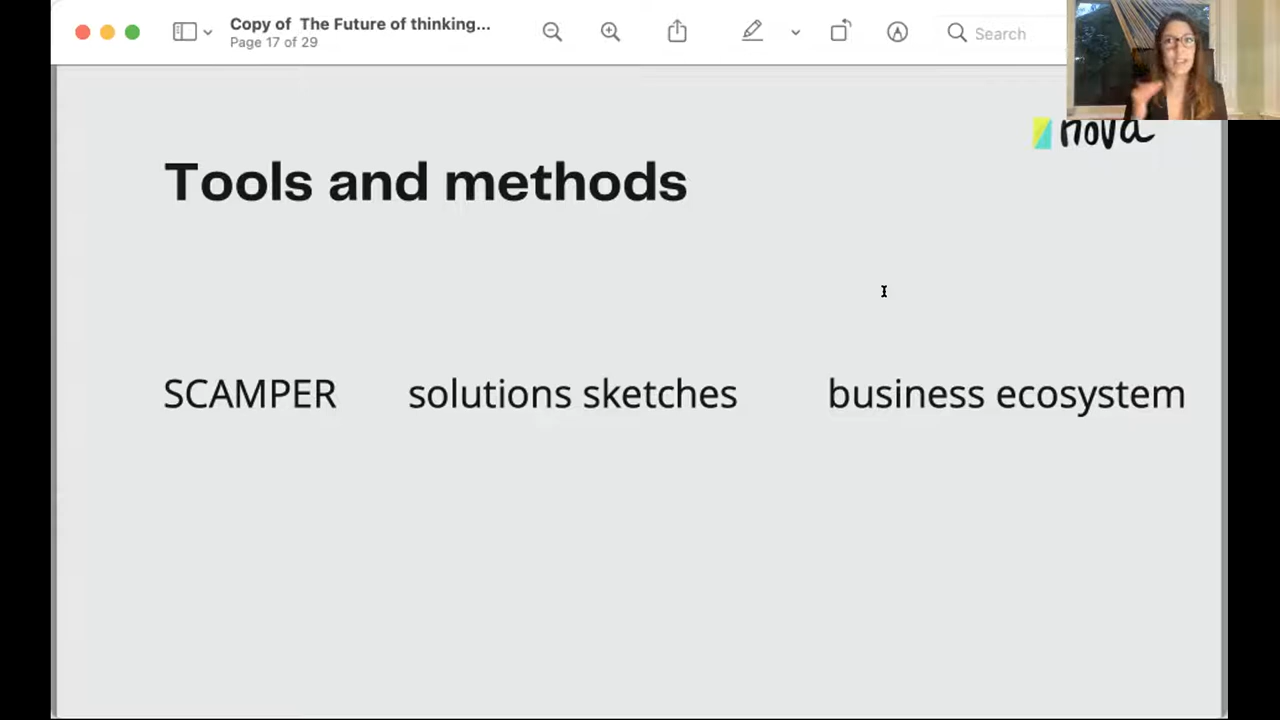 Copy of  The Future of thinking...
Page 17 of 29
Search
nova
Tools and methods
SCAMPER solutions sketches business ecosystem